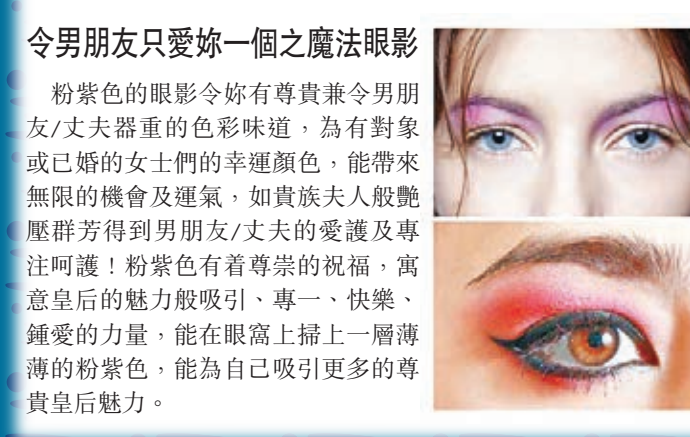 令男朋友只愛妳一個之魔法眼影
粉紫色的眼影令妳有尊貴兼令男朋
友/丈夫器重的色彩味道，為有對象
或已婚的女士們的幸運顏色，能帶來
無限的機會及運氣，如貴族夫人般艷
壓群芳得到男朋友/丈夫的愛護及專
注呵護！粉紫色有着尊崇的祝福，寓
意皇后的魅力般吸引、專一、快樂、
鍾愛的力量，能在眼窩上掃上一層薄
薄的粉紫色，能為自己吸引更多的尊
貴皇后魅力。